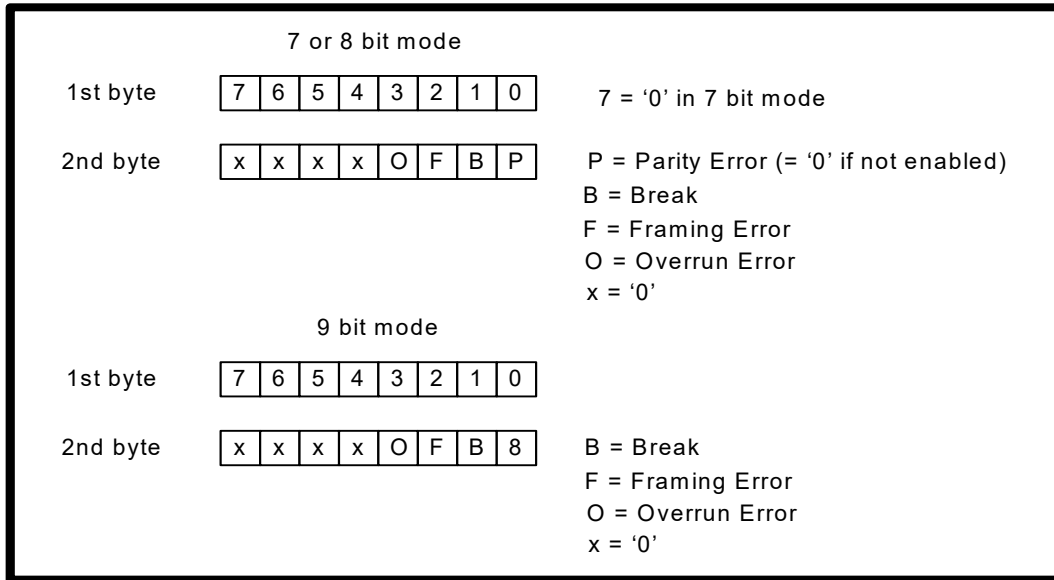 7 or 8 bit mode
1st byte 7 6 5 4 3 2 1 0 7 = ‘0’ in 7 bit mode
2nd byte x x x x O F B P P = Parity Error (= ‘0’ if not enabled)
B = Break
F = Framing Error
O = Overrun Error
x = ‘0’
9 bit mode
1st byte 7 6 5 4 3 2 1 0
2nd byte x x x x O F B 8 B = Break
F = Framing Error
O = Overrun Error
x = ‘0’